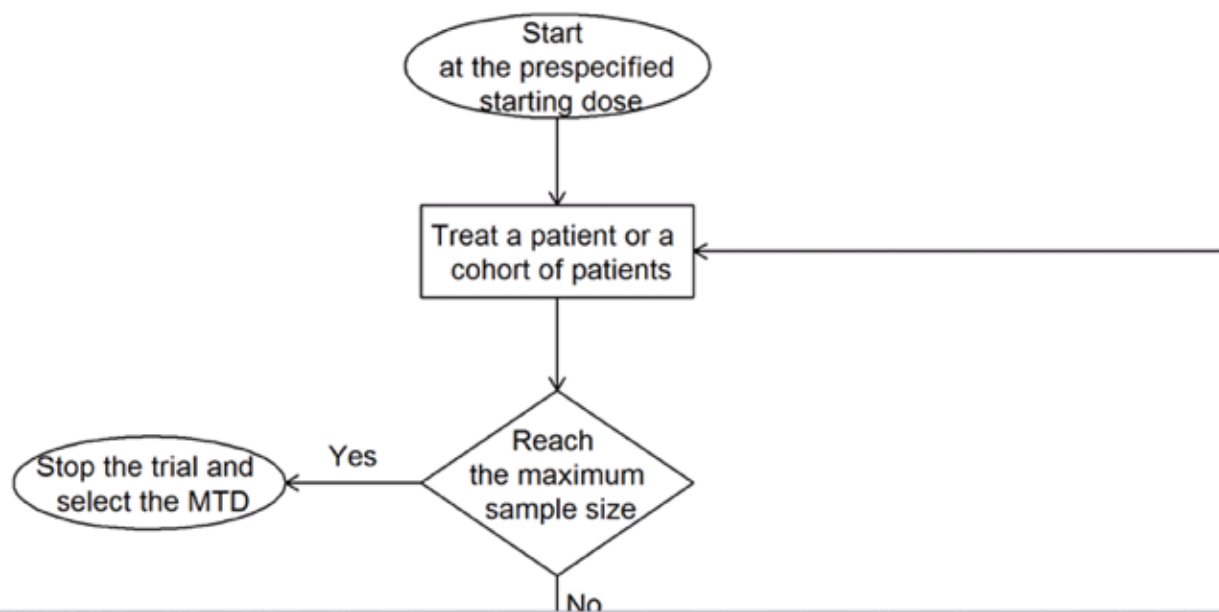 Start
at the prespecified
starting dose
Treat a patient or a
cohort of patients
Reach
the maximum
sample size
Yes
Stop the trial and
select the MTD
No